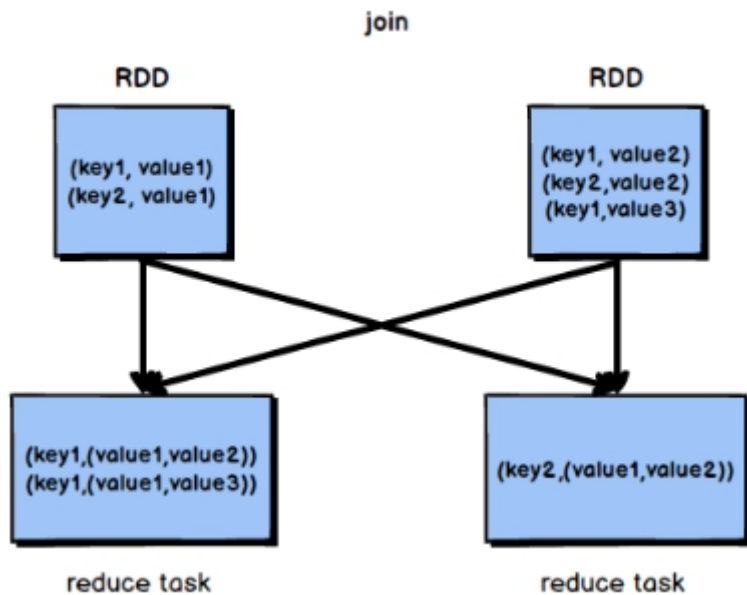 join
RDD
RDD
(key1, value1)
(key2, value1)
(key1, value2)
(key2,value2)
(key1,value3)
(key1,(value1,value2))
(key1,(value1,value3))
(key2,(value1,value2))
reduce task
reduce task